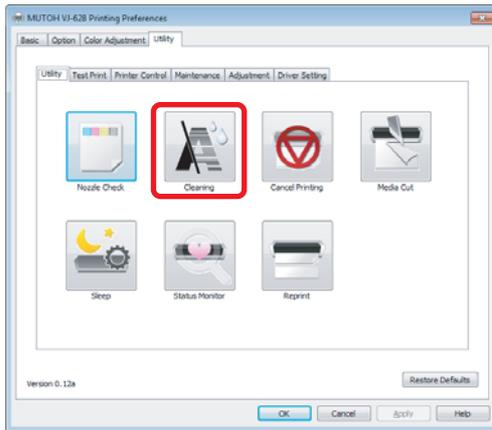 MUTOH VJ-628 Printing Preferences
Basic Option Color Adjustment Utility
Utility Test Print Printer Control Maintenance Adjustment Driver Setting
Nozzle Check Cleaning Cancel Printing Media Cut
Sleep Status Monitor Reprint
Version 0.12a
Restore Defaults
OK Cancel Apply Help